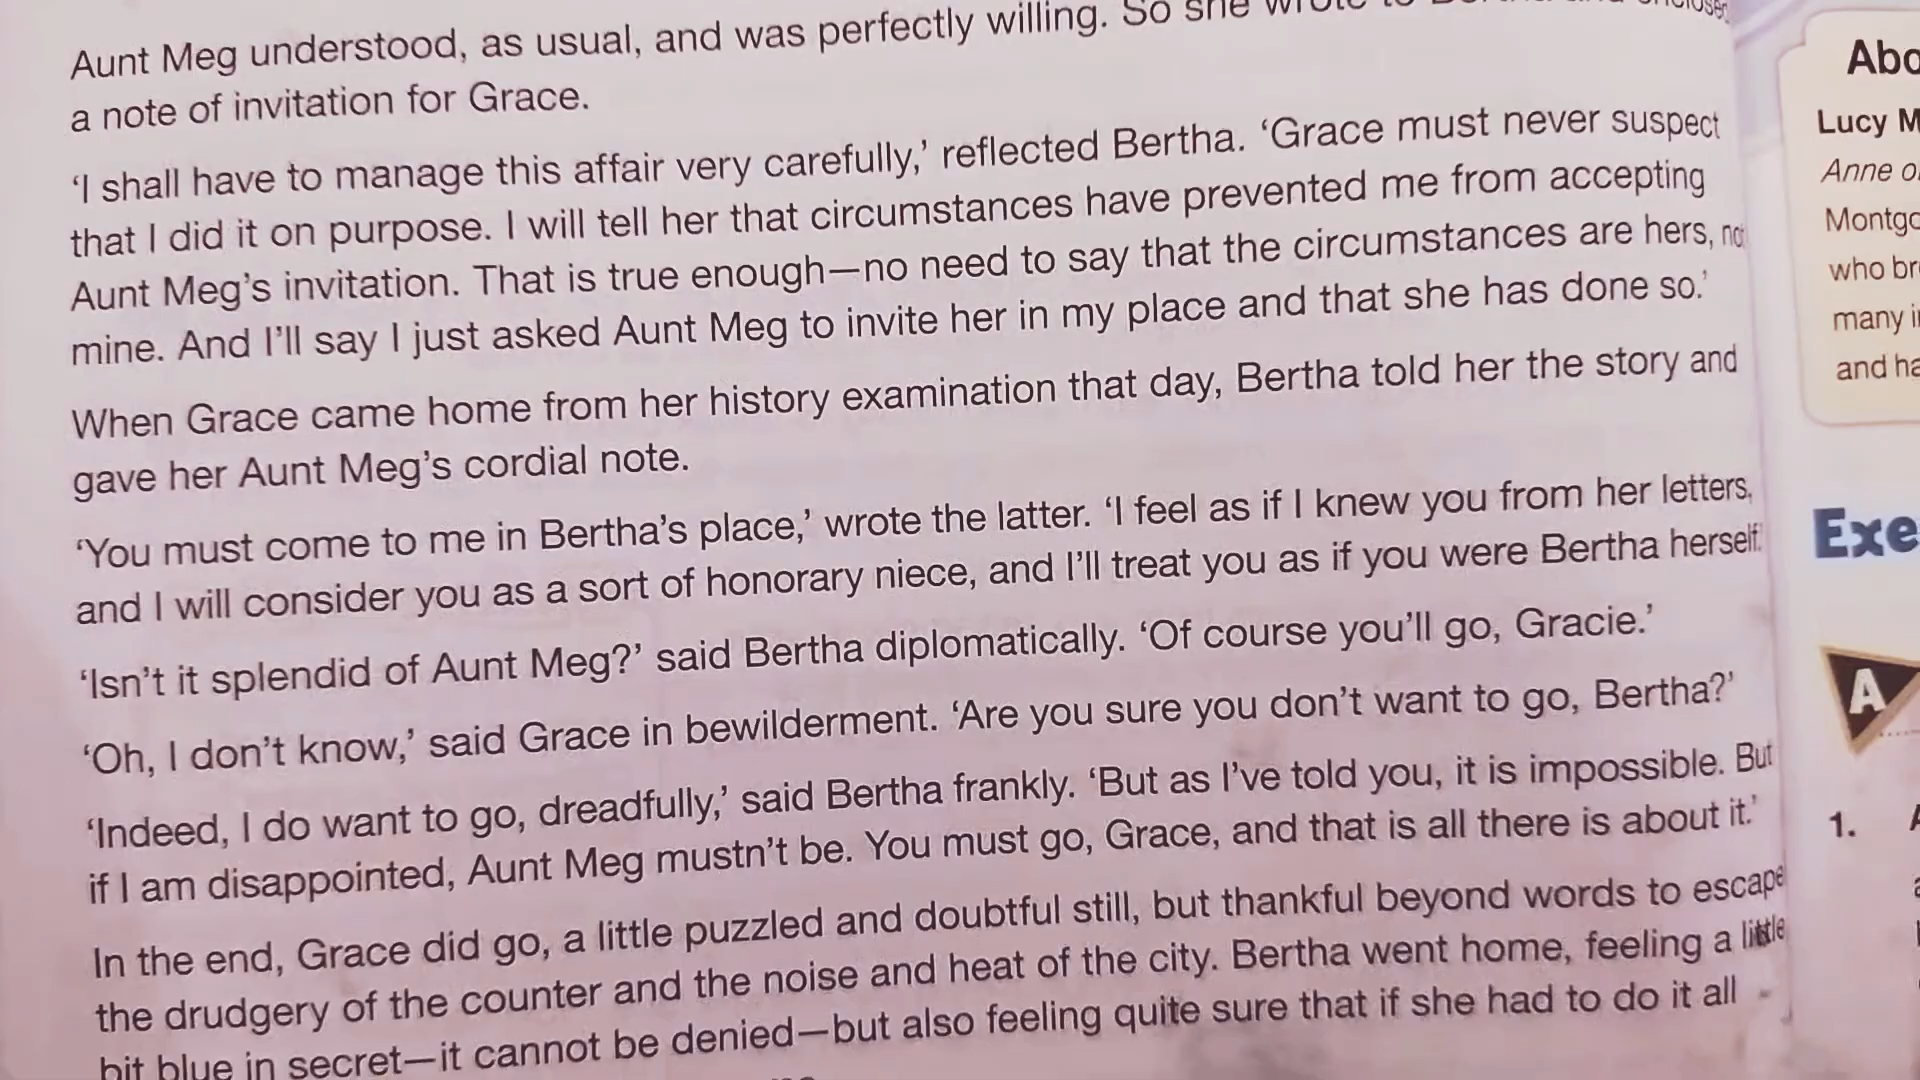 Aunt Meg understood, as usual, and was perfectly willing. So she wrote to
a note of invitation for Grace.
‘I shall have to manage this affair very carefully,’ reflected Bertha. ‘Grace must never suspect
that I did it on purpose. I will tell her that circumstances have prevented me from accepting
Aunt Meg’s invitation. That is true enough—no need to say that the circumstances are hers, not
mine. And I’ll say I just asked Aunt Meg to invite her in my place and that she has done so.’
When Grace came home from her history examination that day, Bertha told her the story and
gave her Aunt Meg’s cordial note.
‘You must come to me in Bertha’s place,’ wrote the latter. ‘I feel as if I knew you from her letters,
and I will consider you as a sort of honorary niece, and I’ll treat you as if you were Bertha herself.’
‘Isn’t it splendid of Aunt Meg?’ said Bertha diplomatically. ‘Of course you’ll go, Gracie.’
‘Oh, I don’t know,’ said Grace in bewilderment. ‘Are you sure you don’t want to go, Bertha?’
‘Indeed, I do want to go, dreadfully,’ said Bertha frankly. ‘But as I’ve told you, it is impossible. But
if I am disappointed, Aunt Meg mustn’t be. You must go, Grace, and that is all there is about it.’
In the end, Grace did go, a little puzzled and doubtful still, but thankful beyond words to escape
the drudgery of the counter and the noise and heat of the city. Bertha went home, feeling a little
bit blue in secret—it cannot be denied—but also feeling quite sure that if she had to do it all
Abo
Lucy M
Anne o
Montgo
who br
many i
and ha
Exe
A
1.